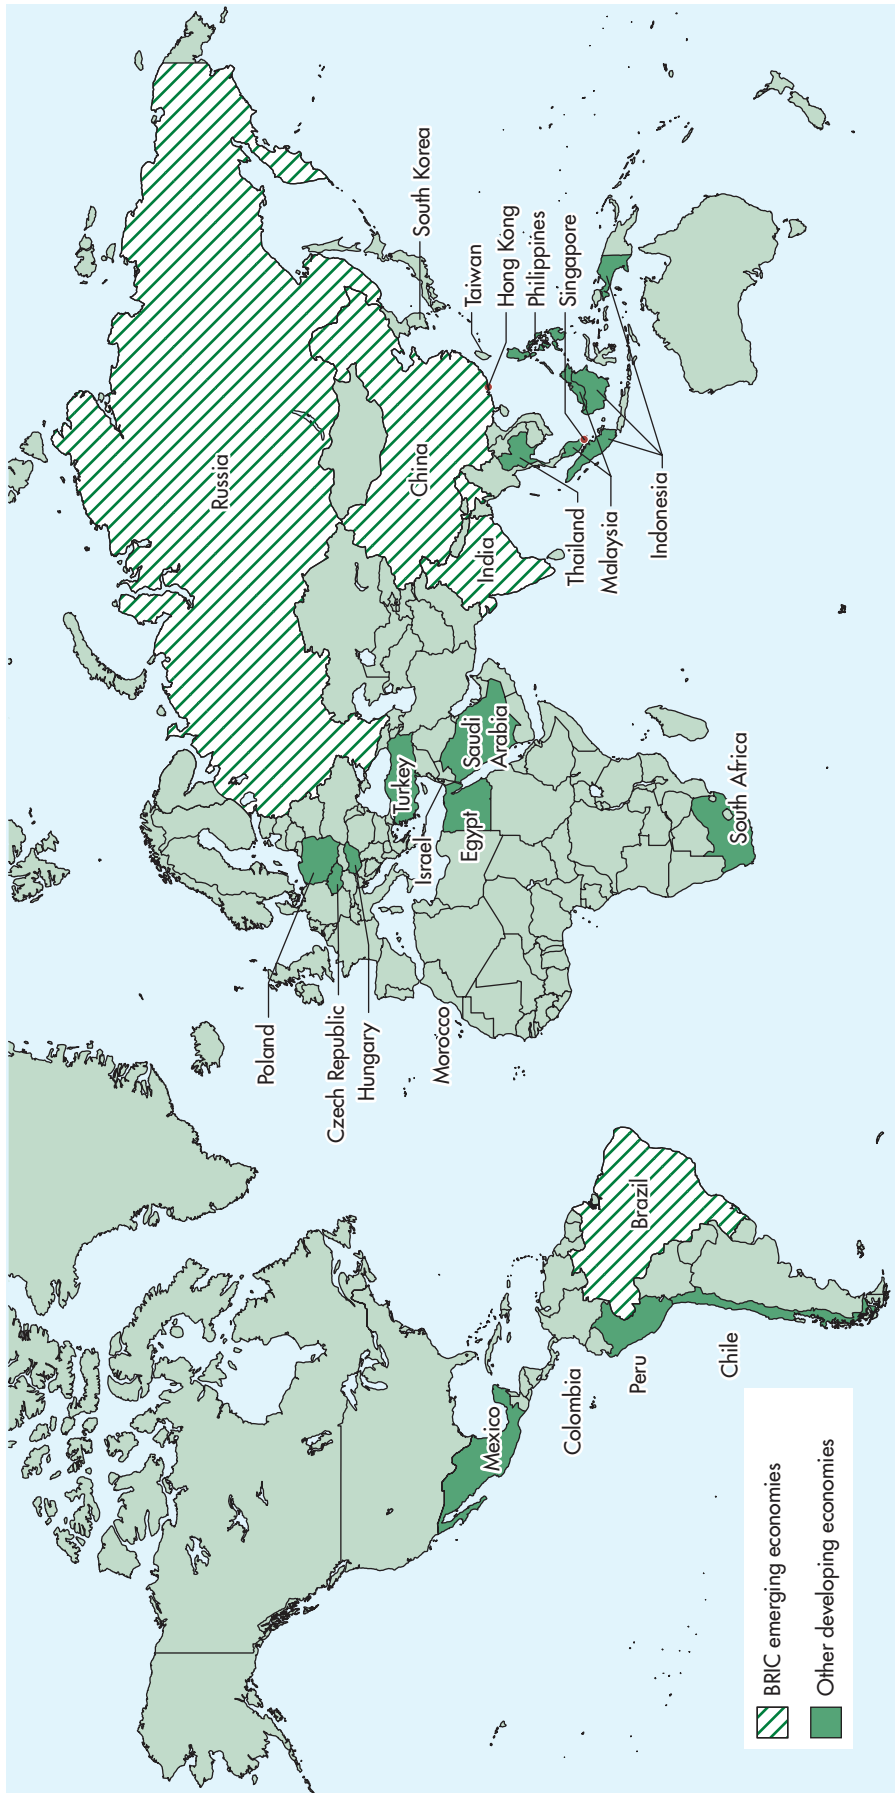 Russia
China
India
South Korea
Taiwan
Hong Kong
Philippines
Singapore
Thailand
Malaysia
Indonesia
Turkey
Saudi
Arabia
Israel
Egypt
South Africa
Poland
Czech Republic
Hungary
Morocco
Brazil
Mexico
Colombia
Peru
Chile
BRIC emerging economies
Other developing economies